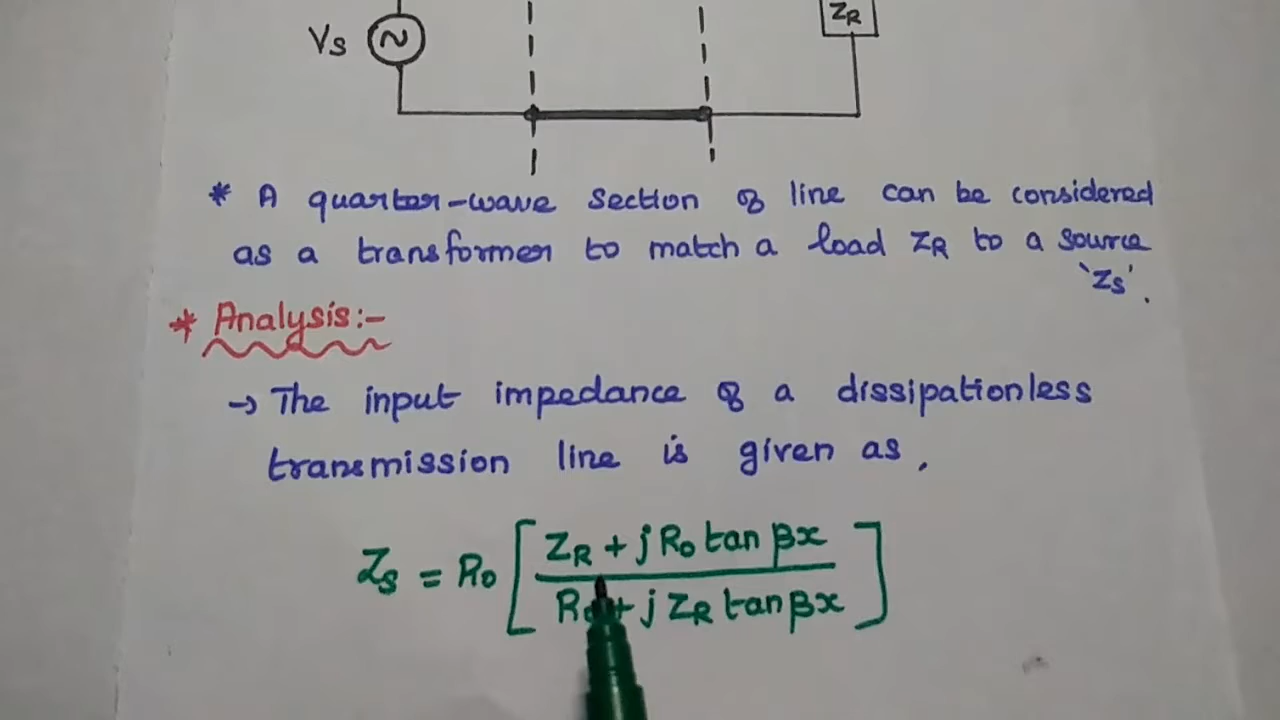 ZR
Vs
* A quarter-wave section of line can be considered
as a transformer to match a load ZR to a source
'Zs'.
* Analysis:-
→ The input impedance of a dissipationless
transmission line is given as,
Zs = R0 [ (ZR + j R0 tan βx) / (R0 + j ZR tan βx) ]